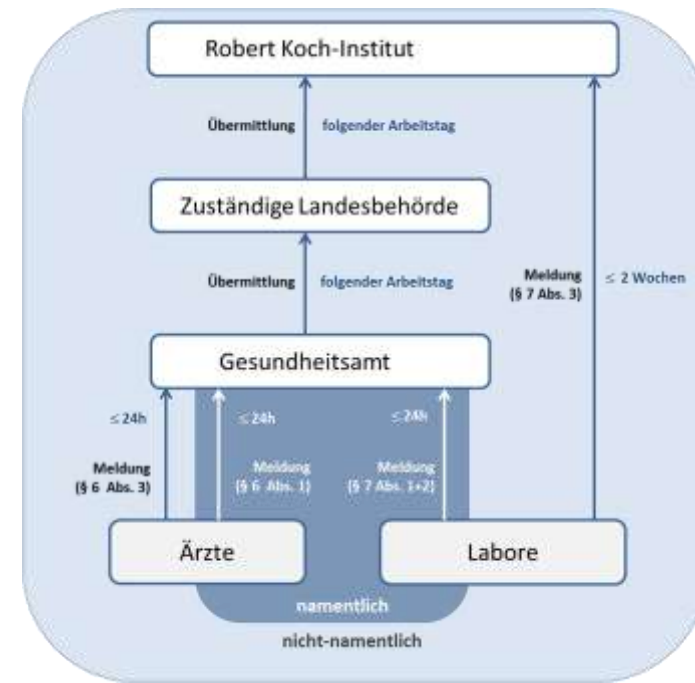 Robert Koch-Institut
Übermittlung folgender Arbeitstag
Zuständige Landesbehörde
Übermittlung folgender Arbeitstag
Meldung
(§ 7 Abs. 3)
≤ 2 Wochen
Gesundheitsamt
≤ 24h
Meldung
(§ 6 Abs. 3)
≤ 24h
Meldung
(§ 6 Abs. 1)
≤ 24h
Meldung
(§ 7 Abs. 1+2)
Ärzte
Labore
namentlich
nicht-namentlich